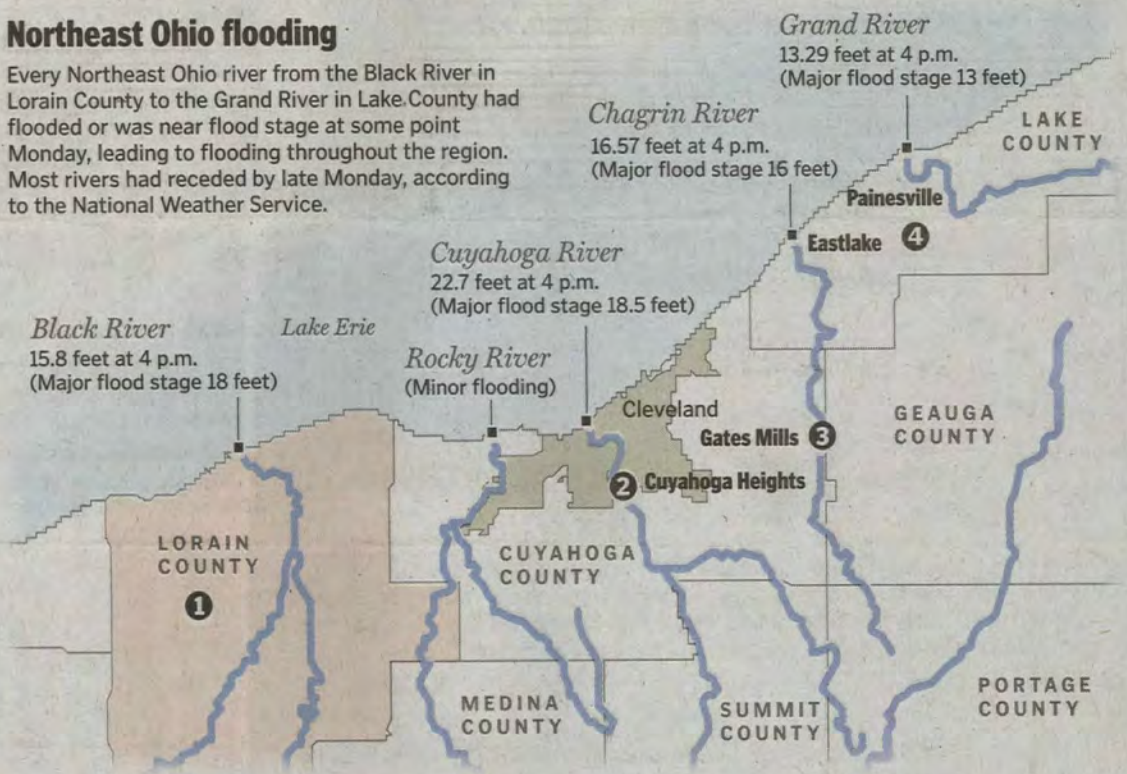 Northeast Ohio flooding
Every Northeast Ohio river from the Black River in
Lorain County to the Grand River in Lake County had
flooded or was near flood stage at some point
Monday, leading to flooding throughout the region.
Most rivers had receded by late Monday, according
to the National Weather Service.
Grand River
13.29 feet at 4 p.m.
(Major flood stage 13 feet)
Chagrin River
16.57 feet at 4 p.m.
(Major flood stage 16 feet)
LAKE
COUNTY
Painesville
Eastlake 4
Cuyahoga River
22.7 feet at 4 p.m.
(Major flood stage 18.5 feet)
Black River
15.8 feet at 4 p.m.
(Major flood stage 18 feet)
Lake Erie
Rocky River
(Minor flooding)
Cleveland
Gates Mills 3
GEAUGA
COUNTY
2 Cuyahoga Heights
LORAIN
COUNTY
1
CUYAHOGA
COUNTY
MEDINA
COUNTY
SUMMIT
COUNTY
PORTAGE
COUNTY